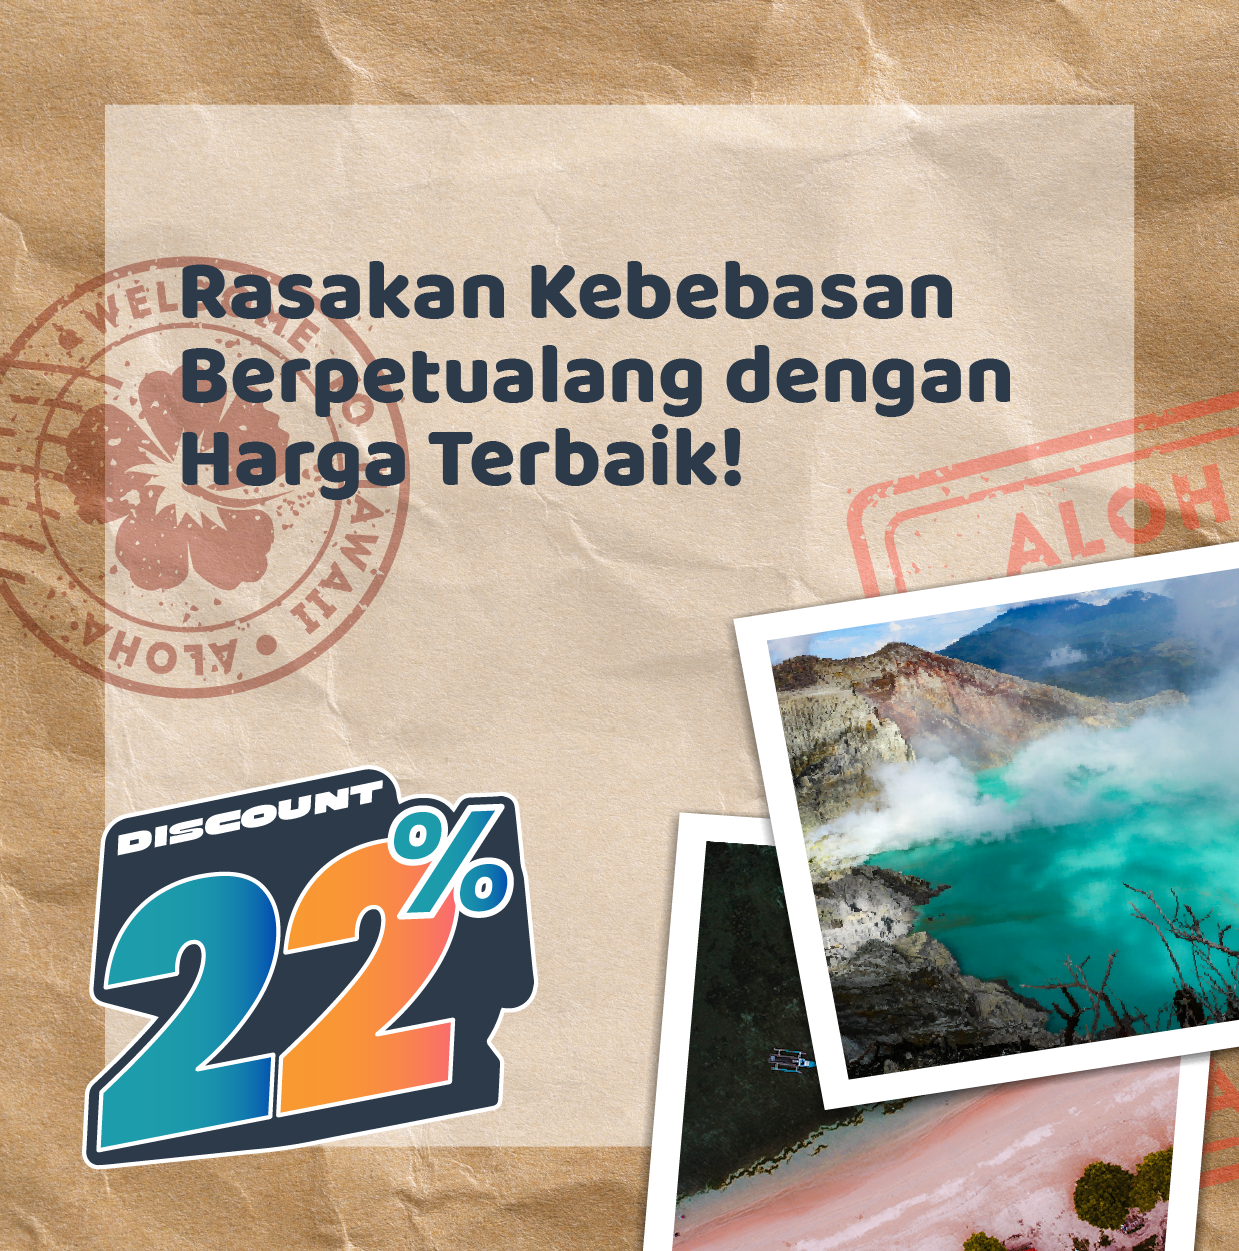 Rasakan Kebebasan
Berpetualang dengan
Harga Terbaik!
WELCOME TO HAWAII • ALOHA
ALOH
DISCOUNT
22%